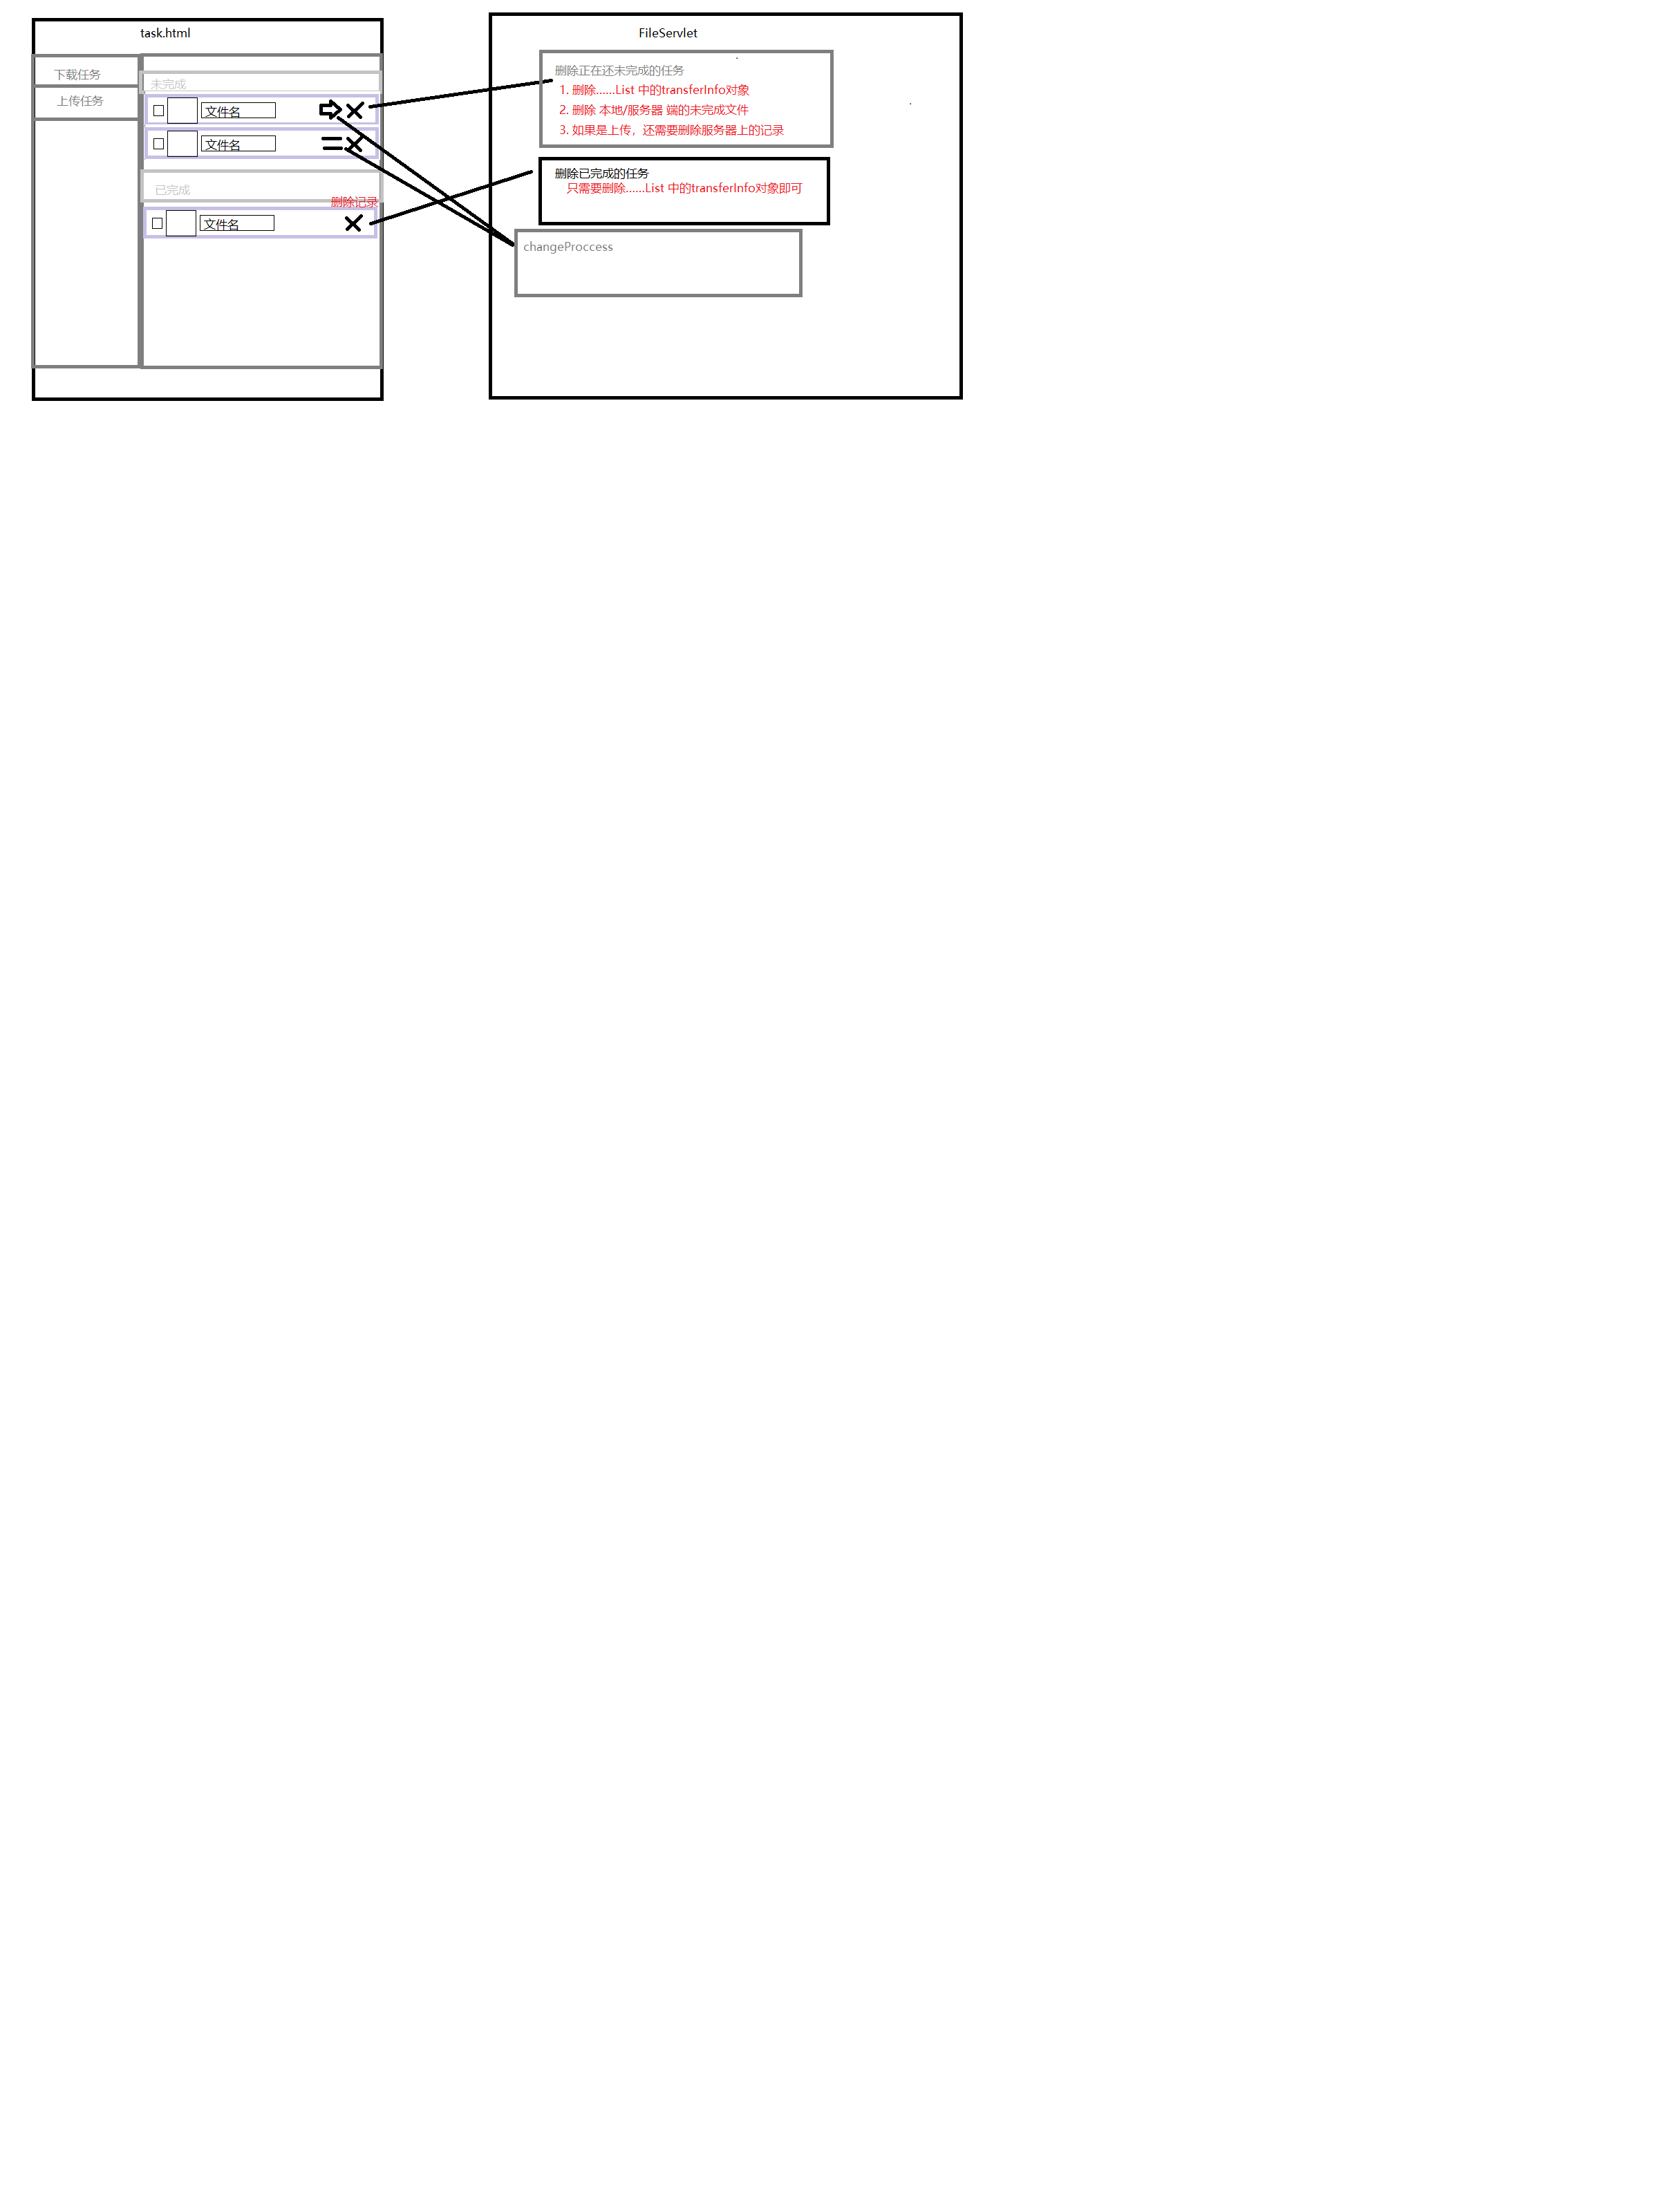 task.html
下载任务
上传任务
未完成
文件名
文件名
已完成
删除记录
文件名
FileServlet
删除正在还未完成的任务
1. 删除......List 中的transferInfo对象
2. 删除 本地/服务器 端的未完成文件
3. 如果是上传，还需要删除服务器上的记录
删除已完成的任务
只需要删除......List 中的transferInfo对象即可
changeProccess